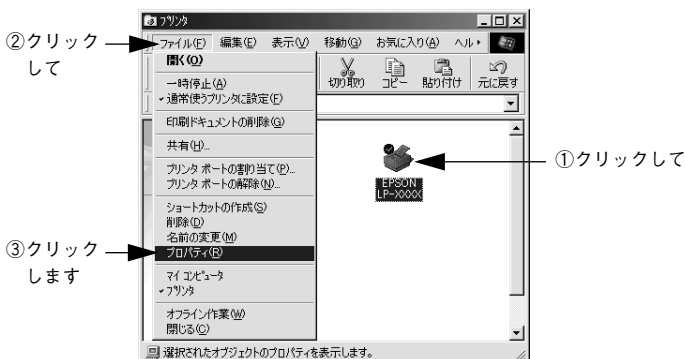 プリンタ
ファイル(F) 編集(E) 表示(V) 移動(G) お気に入り(A) ヘル
切り取り コピー 貼り付け 元に戻す
開く(O)
一時停止(A)
通常使うプリンタに設定(F)
印刷ドキュメントの削除(G)
共有(H)...
プリンタ ポートの割り当て(P)...
プリンタ ポートの解除(N)...
ショートカットの作成(S)
削除(D)
名前の変更(M)
プロパティ(R)
マイ コンピュータ
プリンタ
オフライン作業(W)
閉じる(C)
EPSON
LP-XXXX
選択されたオブジェクトのプロパティを表示します。
②クリック
して
①クリックして
③クリック
します